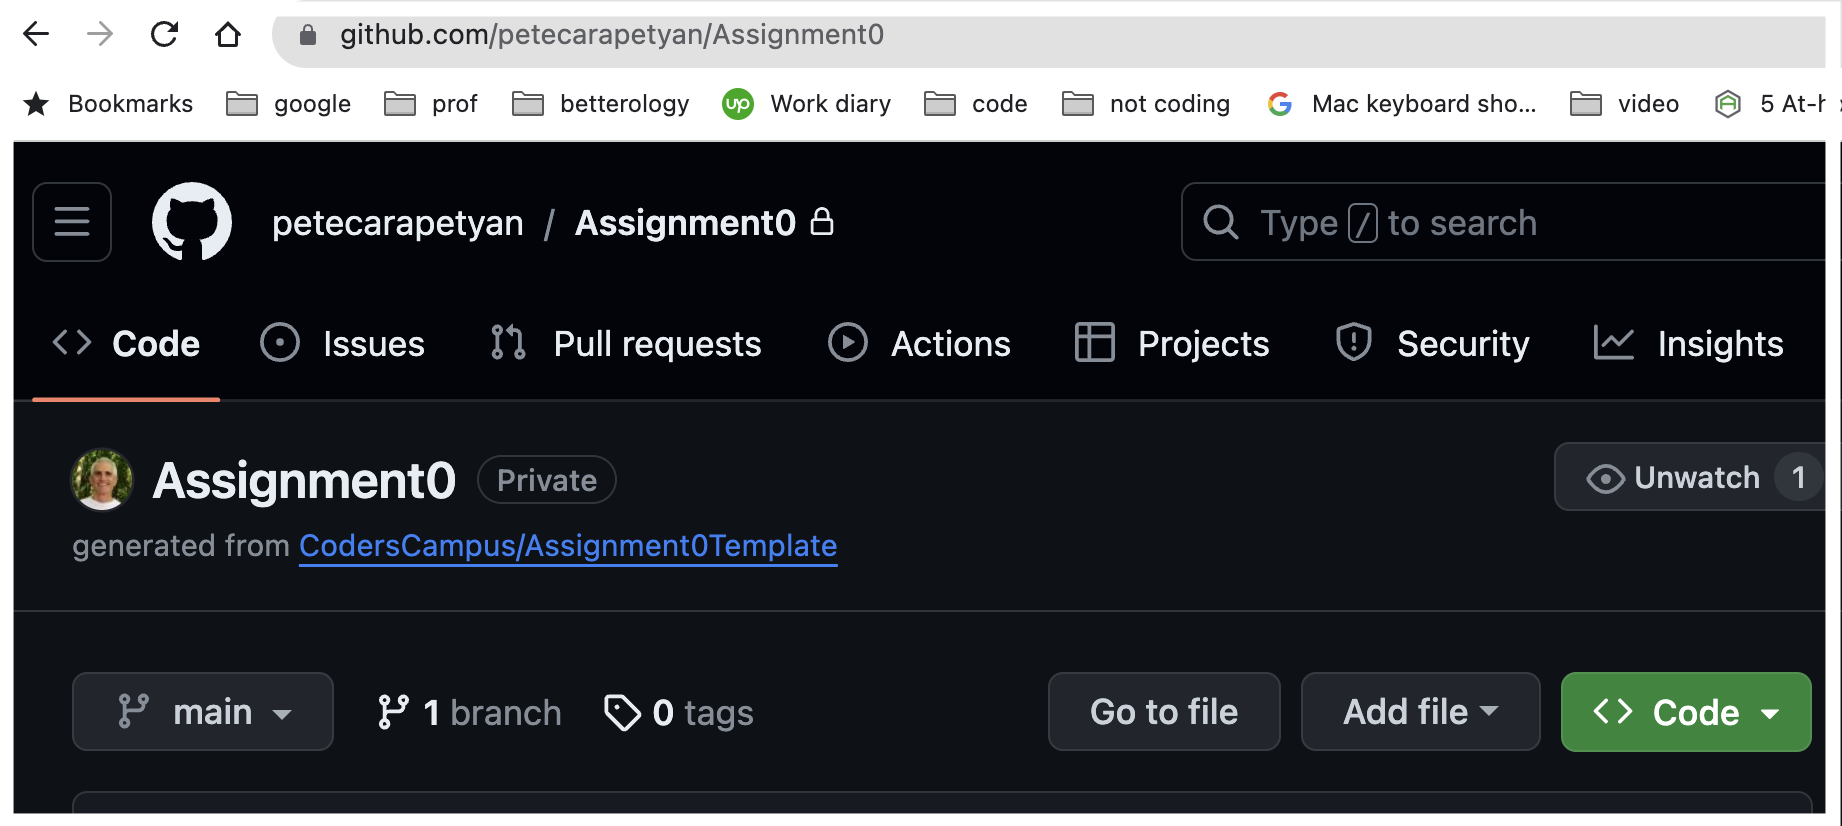 github.com/petecarapetyan/Assignment0
Bookmarks google prof betterology up Work diary code not coding Mac keyboard sho... video 5 At-h
petecarapetyan / Assignment0 Type / to search
Code Issues Pull requests Actions Projects Security Insights
Assignment0 Private Unwatch 1
generated from CodersCampus/Assignment0Template
main 1 branch 0 tags Go to file Add file Code